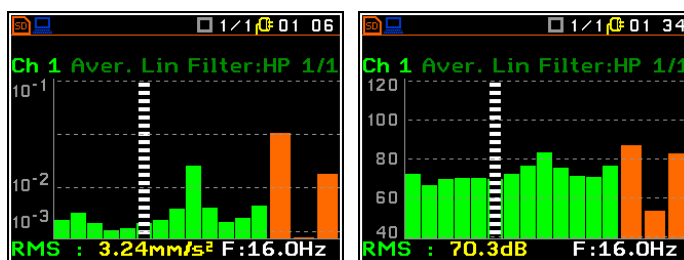 SD 1/1 01 06
Ch 1 Aver. Lin Filter:HP 1/1
10-1
10-2
10-3
RMS : 3.24mm/s² F:16.0Hz
SD 1/1 01 34
Ch 1 Aver. Lin Filter:HP 1/1
120
100
80
60
40
RMS : 70.3dB F:16.0Hz